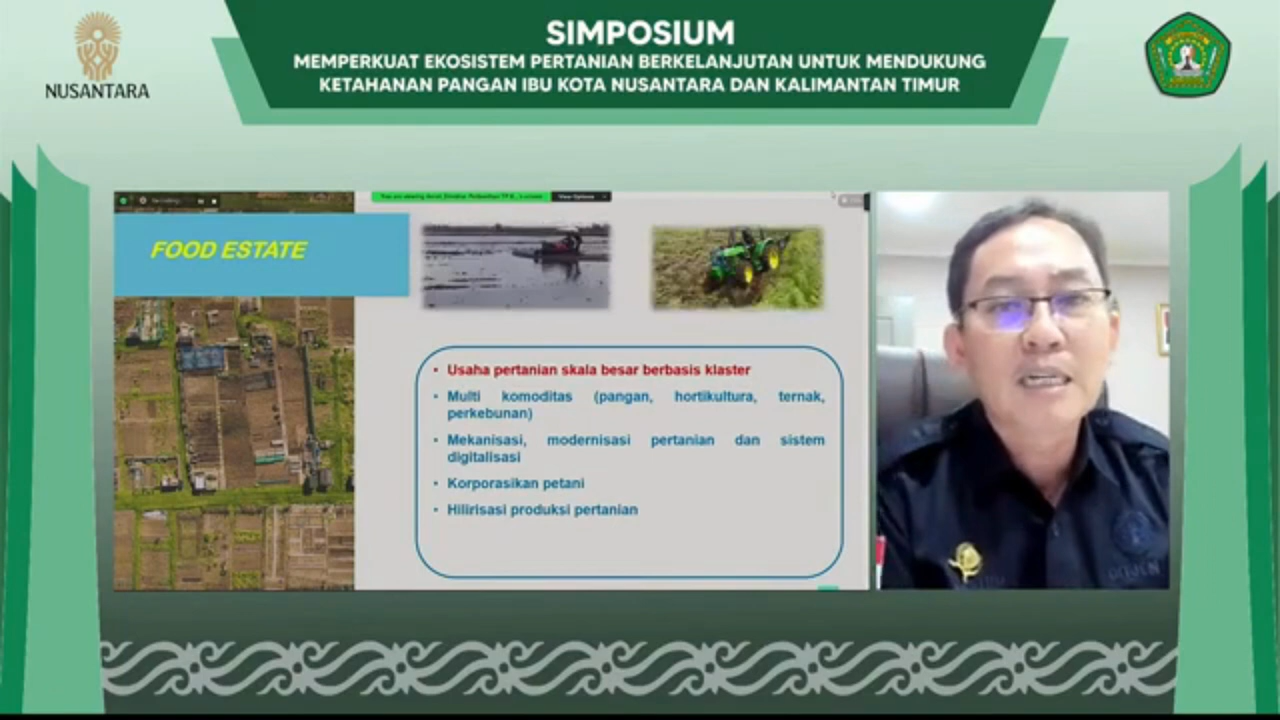 SIMPOSIUM
MEMPERKUAT EKOSISTEM PERTANIAN BERKELANJUTAN UNTUK MENDUKUNG
KETAHANAN PANGAN IBU KOTA NUSANTARA DAN KALIMANTAN TIMUR
NUSANTARA
View Options
FOOD ESTATE
• Usaha pertanian skala besar berbasis klaster
• Multi komoditas (pangan, hortikultura, ternak,
perkebunan)
• Mekanisasi, modernisasi pertanian dan sistem
digitalisasi
• Korporasikan petani
• Hilirisasi produksi pertanian